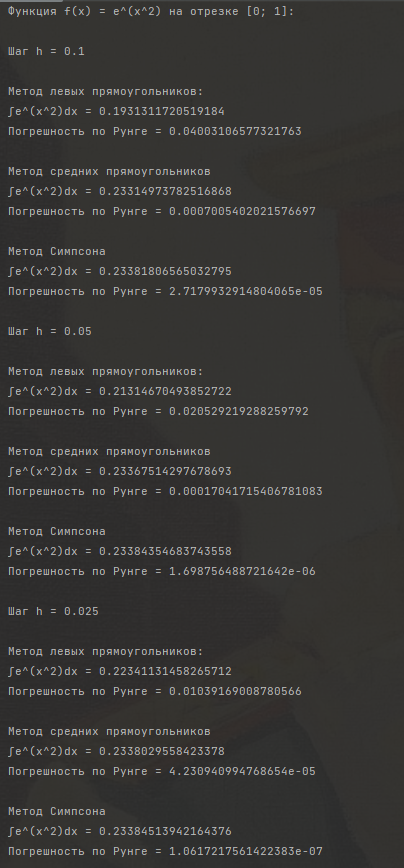 Функция f(x) = e^(x^2) на отрезке [0; 1]:
Шаг h = 0.1
Метод левых прямоугольников:
∫e^(x^2)dx = 0.1931311720519184
Погрешность по Рунге = 0.04003106577321763
Метод средних прямоугольников
∫e^(x^2)dx = 0.23314973782516868
Погрешность по Рунге = 0.0007005402021576697
Метод Симпсона
∫e^(x^2)dx = 0.23381806565032795
Погрешность по Рунге = 2.7179932914804065e-05
Шаг h = 0.05
Метод левых прямоугольников:
∫e^(x^2)dx = 0.21314670493852722
Погрешность по Рунге = 0.020529219288259792
Метод средних прямоугольников
∫e^(x^2)dx = 0.23367514297678693
Погрешность по Рунге = 0.00017041715406781083
Метод Симпсона
∫e^(x^2)dx = 0.23384354683743558
Погрешность по Рунге = 1.698756488721642e-06
Шаг h = 0.025
Метод левых прямоугольников:
∫e^(x^2)dx = 0.22341131458265712
Погрешность по Рунге = 0.01039169008780566
Метод средних прямоугольников
∫e^(x^2)dx = 0.2338029558423378
Погрешность по Рунге = 4.230940994768654e-05
Метод Симпсона
∫e^(x^2)dx = 0.23384513942164376
Погрешность по Рунге = 1.0617217561422383e-07